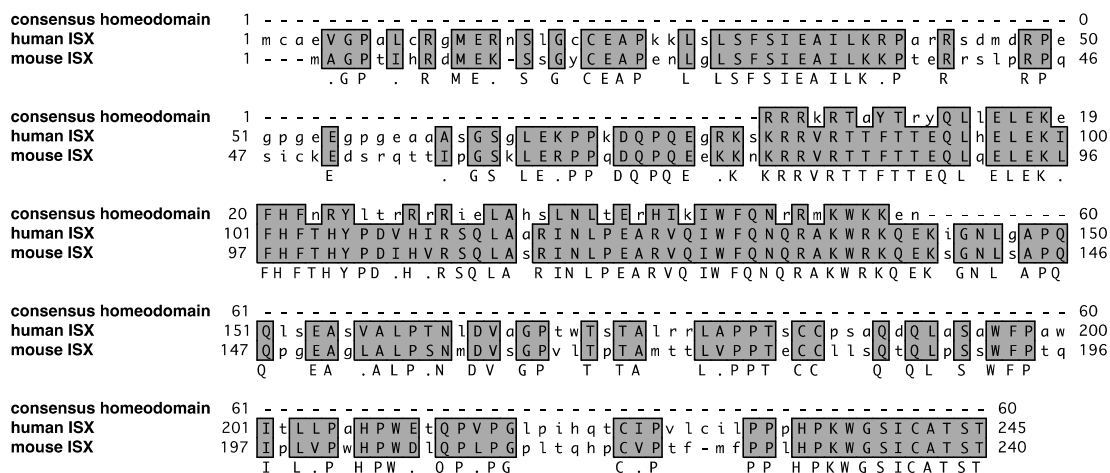 consensus homeodomain 1 - - - - - - - - - - - - - - - - - - - - - - - - - - - - - - - - - - - - - - - - - - - - - - - - - - 0
human ISX 1 m c a e V G P a L c R g M E R n S l G c C E A P k k L s L S F S I E A I L K R P a r R s d m d R P e 50
mouse ISX 1 - - - m A G P t I h R d M E K - S s G y C E A P e n L g L S F S I E A I L K K P t e R r s l p R P q 46
. G P . R M E . S G C E A P L L S F S I E A I L K . P R R P
consensus homeodomain 1 - - - - - - - - - - - - - - - - - - - - - - - - - - - - - - - R R R k R T a Y T r y Q L l E L E K e 19
human ISX 51 g p g e E g p g e a a A s G S g L E K P P k D Q P Q E g R K s K R R V R T T F T T E Q L h E L E K I 100
mouse ISX 47 s i c k E d s r q t t I p G S k L E R P P q D Q P Q E e K K n K R R V R T T F T T E Q L q E L E K L 96
E . G S L E . P P D Q P Q E . K K R R V R T T F T T E Q L E L E K .
consensus homeodomain 20 F H F n R Y l t r R r R i e L A h s L N L t E r H I k I W F Q N r R m K W K K e n - - - - - - - - - 60
human ISX 101 F H F T H Y P D V H I R S Q L A a R I N L P E A R V Q I W F Q N Q R A K W R K Q E K i G N L g A P Q 150
mouse ISX 97 F H F T H Y P D I H V R S Q L A s R I N L P E A R V Q I W F Q N Q R A K W R K Q E K s G N L s A P Q 146
F H F T H Y P D . H . R S Q L A R I N L P E A R V Q I W F Q N Q R A K W R K Q E K G N L A P Q
consensus homeodomain 61 - - - - - - - - - - - - - - - - - - - - - - - - - - - - - - - - - - - - - - - - - - - - - - - - - - 60
human ISX 151 Q l s E A s V A L P T N l D V a G P t w T s T A l r r L A P P T s C C p s a Q d Q L a S a W F P a w 200
mouse ISX 147 Q p g E A g L A L P S N m D V s G P v l T p T A m t t L V P P T e C C l l s Q t Q L p S s W F P t q 196
Q E A . A L P . N D V G P T T A L . P P T C C Q Q L S W F P
consensus homeodomain 61 - - - - - - - - - - - - - - - - - - - - - - - - - - - - - - - - - - - - - - - - - - - - - 60
human ISX 201 I t L L P a H P W E t Q P V P G l p i h q t C I P v l c i l P P p H P K W G S I C A T S T 245
mouse ISX 197 I p L V P w H P W D l Q P L P G p l t q h p C V P t f - m f P P l H P K W G S I C A T S T 240
I L . P H P W . Q P . P G C . P P P H P K W G S I C A T S T